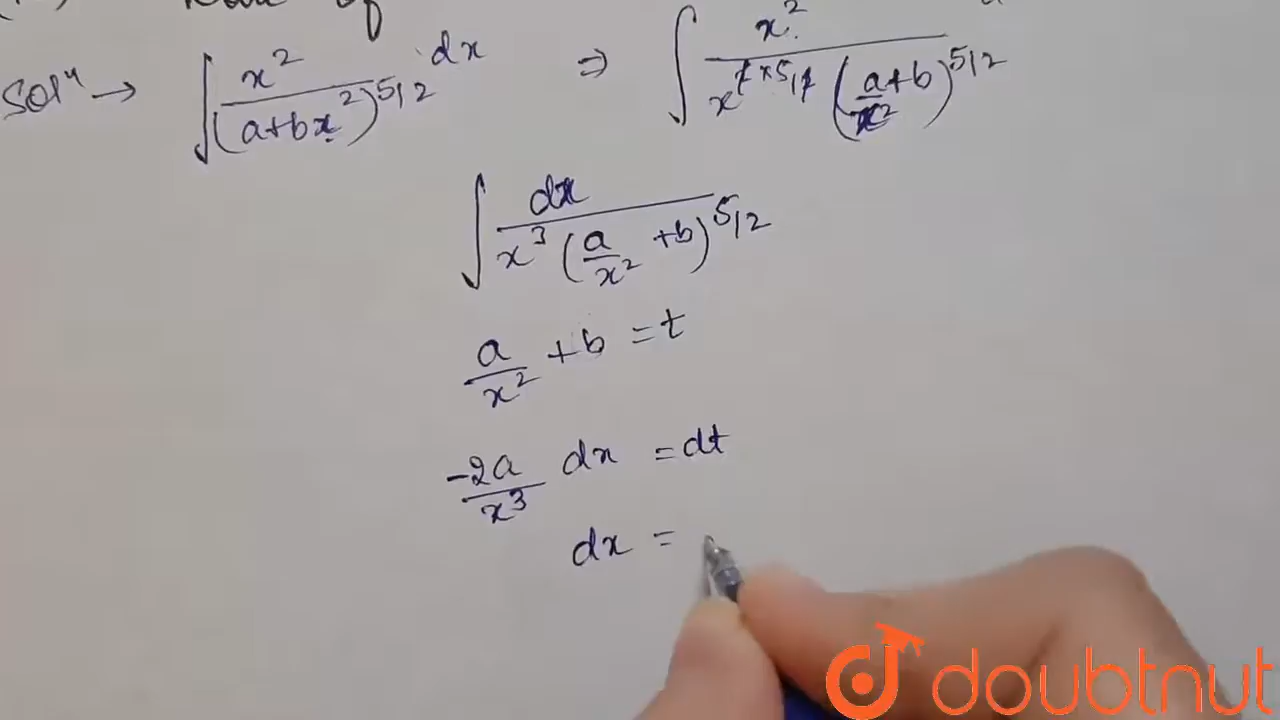 Solⁿ → ∫ x² / (a+bx²)^5/2 dx ⇒ ∫ x² / x^2×5/2 (a/x² + b)^5/2
∫ dx / x³ (a/x² + b)^5/2
a/x² + b = t
-2a/x³ dx = dt
dx =
doubtnut